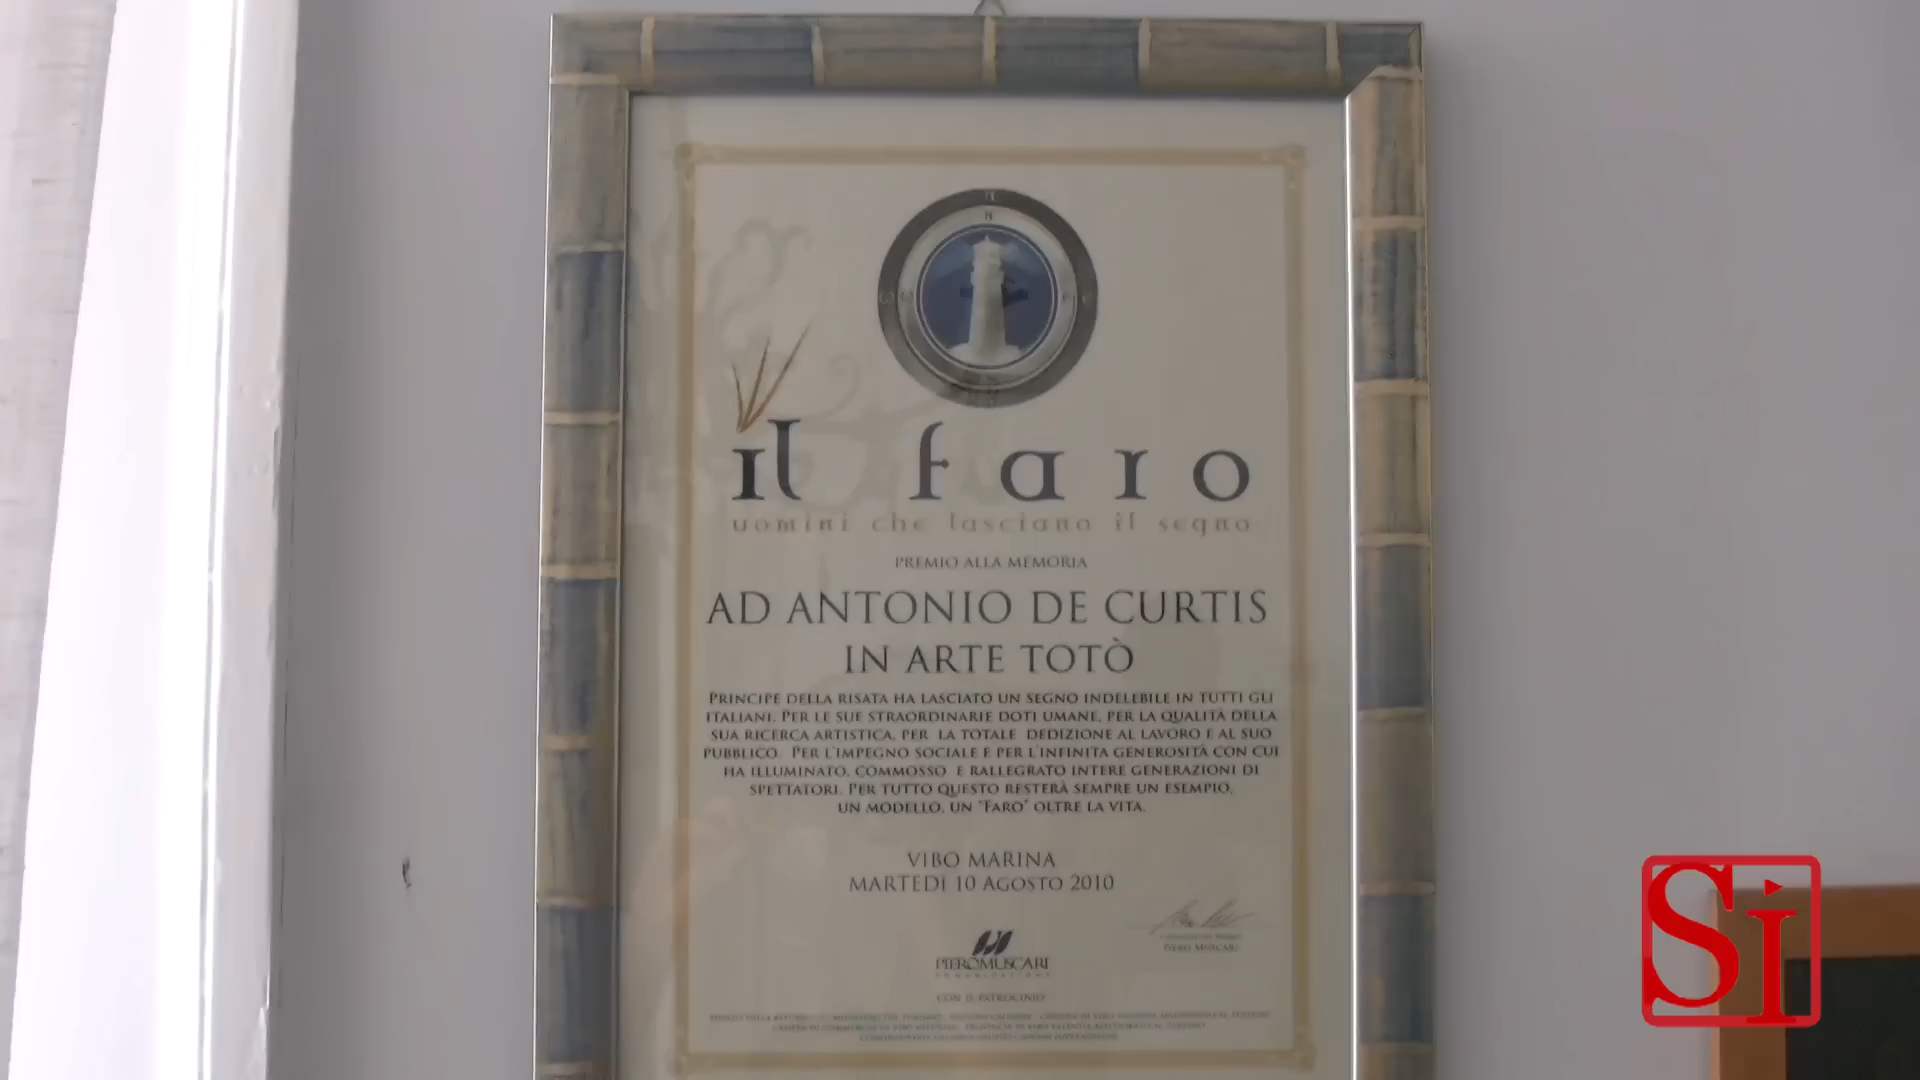 il faro
uomini che lasciano il segno
PREMIO ALLA MEMORIA
AD ANTONIO DE CURTIS
IN ARTE TOTÒ
PRINCIPE DELLA RISATA HA LASCIATO UN SEGNO INDELEBILE IN TUTTI GLI
ITALIANI. PER LE SUE STRAORDINARIE DOTI UMANE, PER LA QUALITÀ DELLA
SUA RICERCA ARTISTICA, PER LA TOTALE DEDIZIONE AL LAVORO E AL SUO
PUBBLICO. PER L'IMPEGNO SOCIALE E PER L'INFINITA GENEROSITÀ CON CUI
HA ILLUMINATO, COMMOSSO E RALLEGRATO INTERE GENERAZIONI DI
SPETTATORI. PER TUTTO QUESTO RESTERÀ SEMPRE UN ESEMPIO,
UN MODELLO, UN "FARO" OLTRE LA VITA.
VIBO MARINA
MARTEDÌ 10 AGOSTO 2010
PIERO MUSCARI
PIEROMUSCARI
COMUNICAZIONE
CON IL PATROCINIO
Si